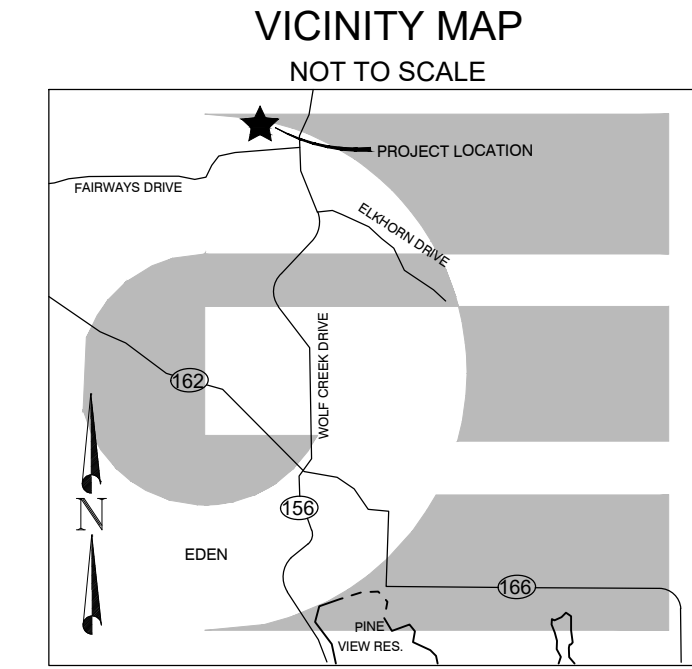 VICINITY MAP
NOT TO SCALE
PROJECT LOCATION
FAIRWAYS DRIVE
ELKHORN DRIVE
WOLF CREEK DRIVE
162
N
156
EDEN
166
PINE
VIEW RES.